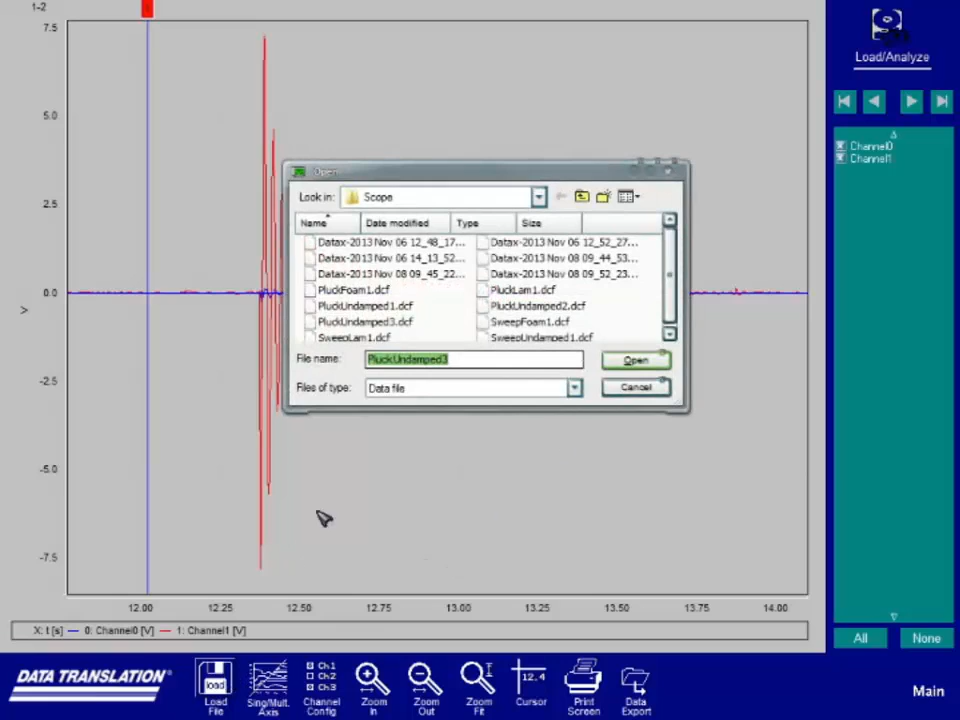 1-2
Load/Analyze
7.5
5.0
2.5
0.0
>
-2.5
-5.0
-7.5
12.00 12.25 12.50 12.75 13.00 13.25 13.50 13.75 14.00
X: t [s] 0: Channel0 [V] 1: Channel1 [V]
Open
Look in: Scope
Name Date modified Type Size
Datax-2013 Nov 06 12_48_17... Datax-2013 Nov 06 12_52_27...
Datax-2013 Nov 06 14_13_52... Datax-2013 Nov 08 09_44_53...
Datax-2013 Nov 08 09_45_22... Datax-2013 Nov 08 09_52_23...
PluckFoam1.dcf PluckLam1.dcf
PluckUndamped1.dcf PluckUndamped2.dcf
PluckUndamped3.dcf SweepFoam1.dcf
SweepLam1.dcf SweepUndamped1.dcf
File name: PluckUndamped3 Open
Files of type: Data file Cancel
Channel0
Channel1
All None
DATA TRANSLATION®
load
Load
File
Sing/Mult.
Axis
Ch1
Ch2
Ch3
Channel
Config
Zoom
In
Zoom
Out
Zoom
Fit
12.4
Cursor
Print
Screen
Data
Export
Main